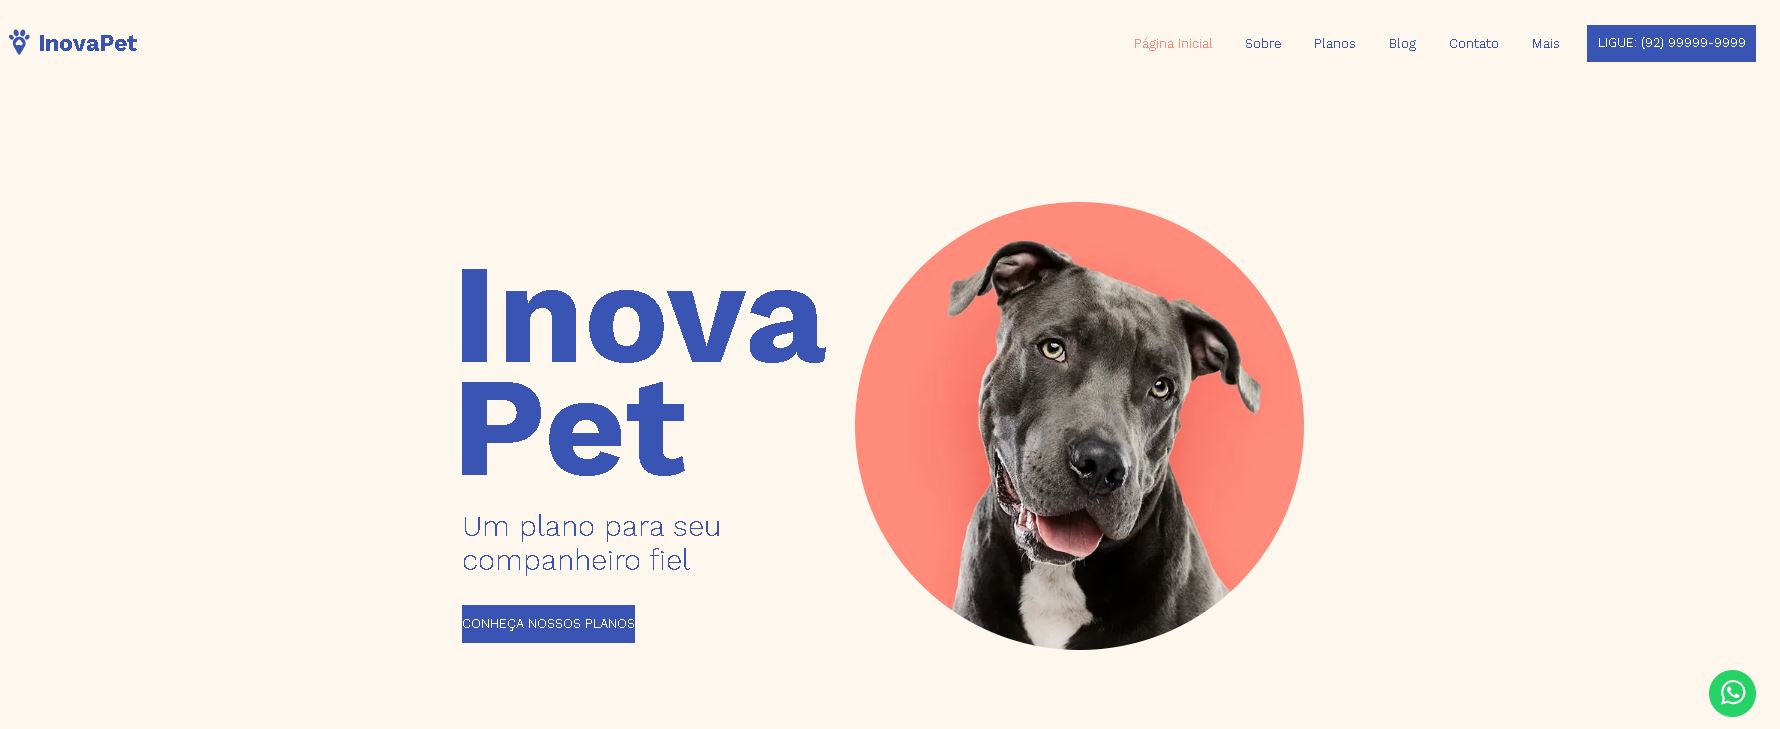 InovaPet
Página Inicial
Sobre
Planos
Blog
Contato
Mais
LIGUE: (92) 99999-9999
Inova
Pet
Um plano para seu
companheiro fiel
CONHEÇA NOSSOS PLANOS